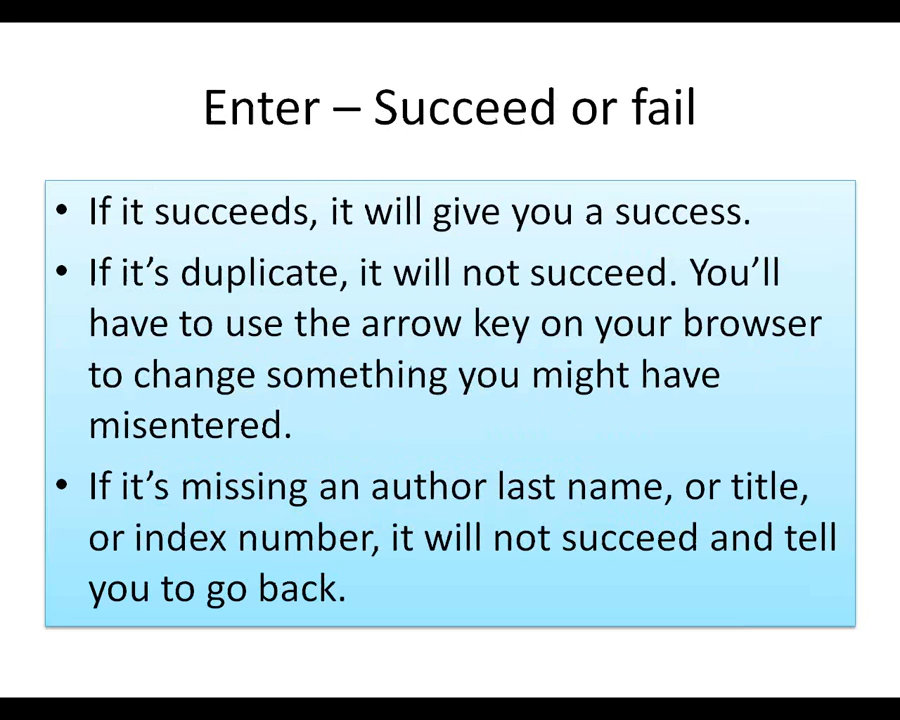 Enter – Succeed or fail
• If it succeeds, it will give you a success.
• If it’s duplicate, it will not succeed. You’ll
have to use the arrow key on your browser
to change something you might have
misentered.
• If it’s missing an author last name, or title,
or index number, it will not succeed and tell
you to go back.